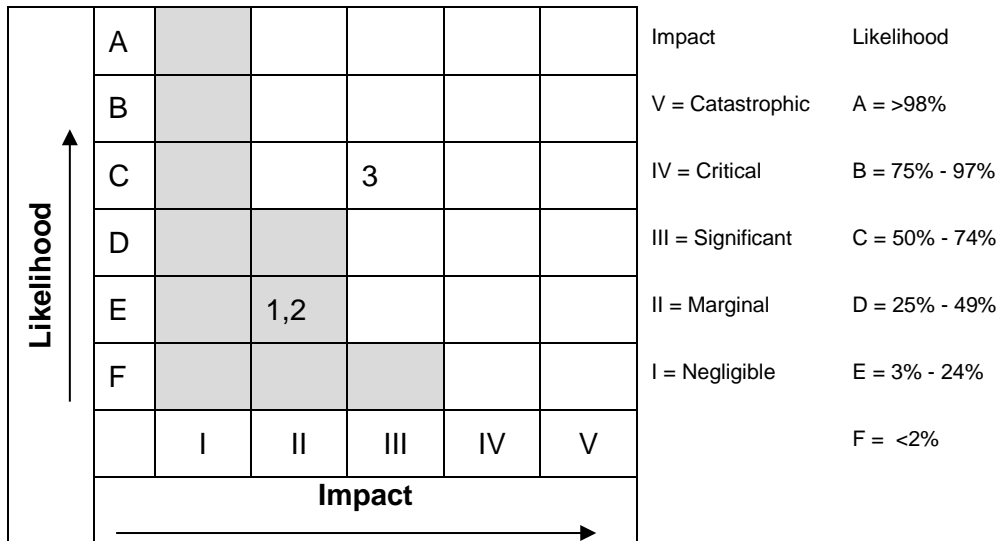 A
B
C 3
D
E 1,2
F
I II III IV V
Likelihood
Impact
Impact Likelihood
V = Catastrophic A = >98%
IV = Critical B = 75% - 97%
III = Significant C = 50% - 74%
II = Marginal D = 25% - 49%
I = Negligible E = 3% - 24%
F = <2%